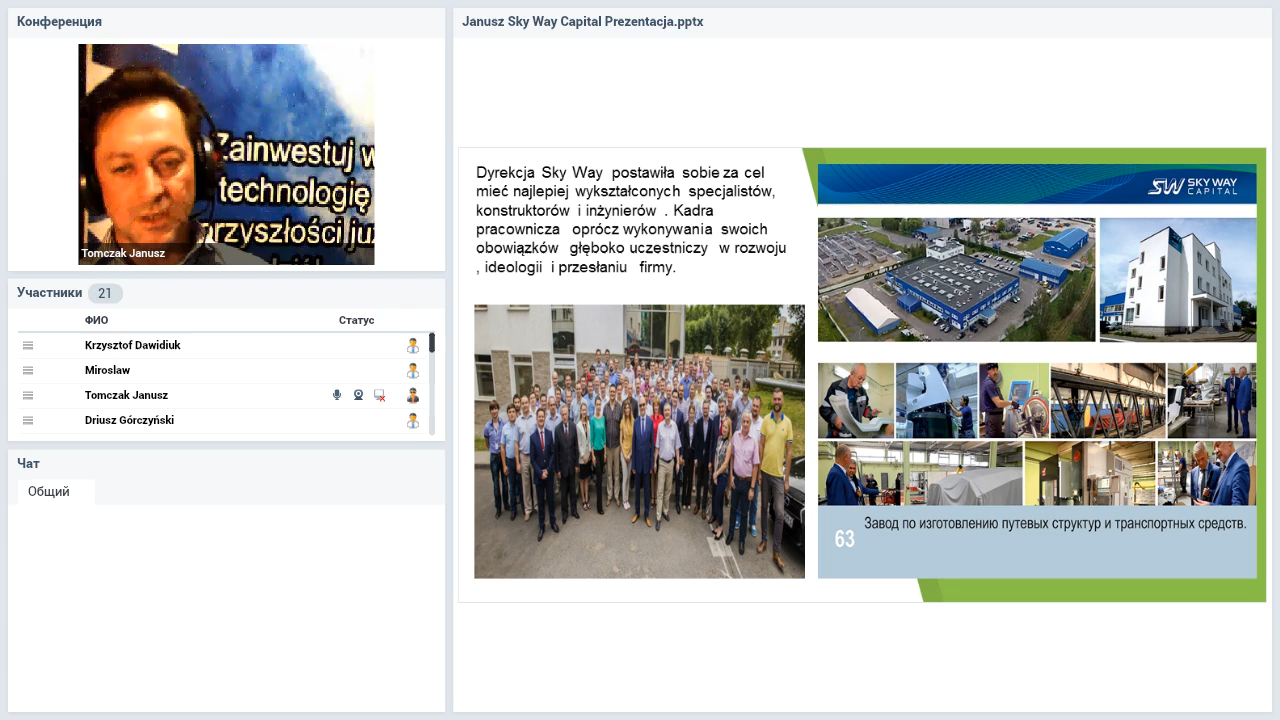 Конференция
Zainwestuj w
technologię
przyszłości już
Tomczak Janusz
Участники 21
ФИО Статус
Krzysztof Dawidiuk
Miroslaw
Tomczak Janusz
Driusz Górczyński
Чат
Общий
Janusz Sky Way Capital Prezentacja.pptx
Dyrekcja Sky Way postawiła sobie za cel
mieć najlepiej wykształconych specjalistów,
konstruktorów i inżynierów . Kadra
pracownicza oprócz wykonywania swoich
obowiązków głęboko uczestniczy w rozwoju
, ideologii i przesłaniu firmy.
SW SKY WAY
CAPITAL
63 Завод по изготовлению путевых структур и транспортных средств.